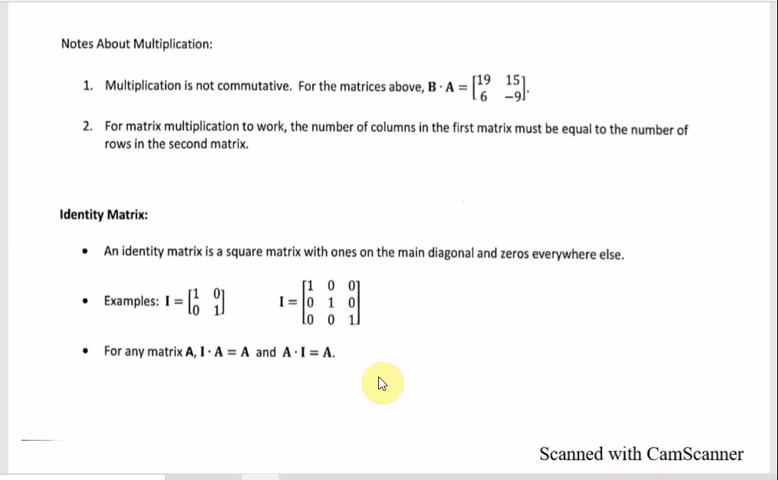 Notes About Multiplication:
1. Multiplication is not commutative. For the matrices above, B · A = [19 15
6 −9].
2. For matrix multiplication to work, the number of columns in the first matrix must be equal to the number of
rows in the second matrix.
Identity Matrix:
• An identity matrix is a square matrix with ones on the main diagonal and zeros everywhere else.
• Examples: I = [1 0
0 1] I = [1 0 0
0 1 0
0 0 1]
• For any matrix A, I · A = A and A · I = A.
Scanned with CamScanner